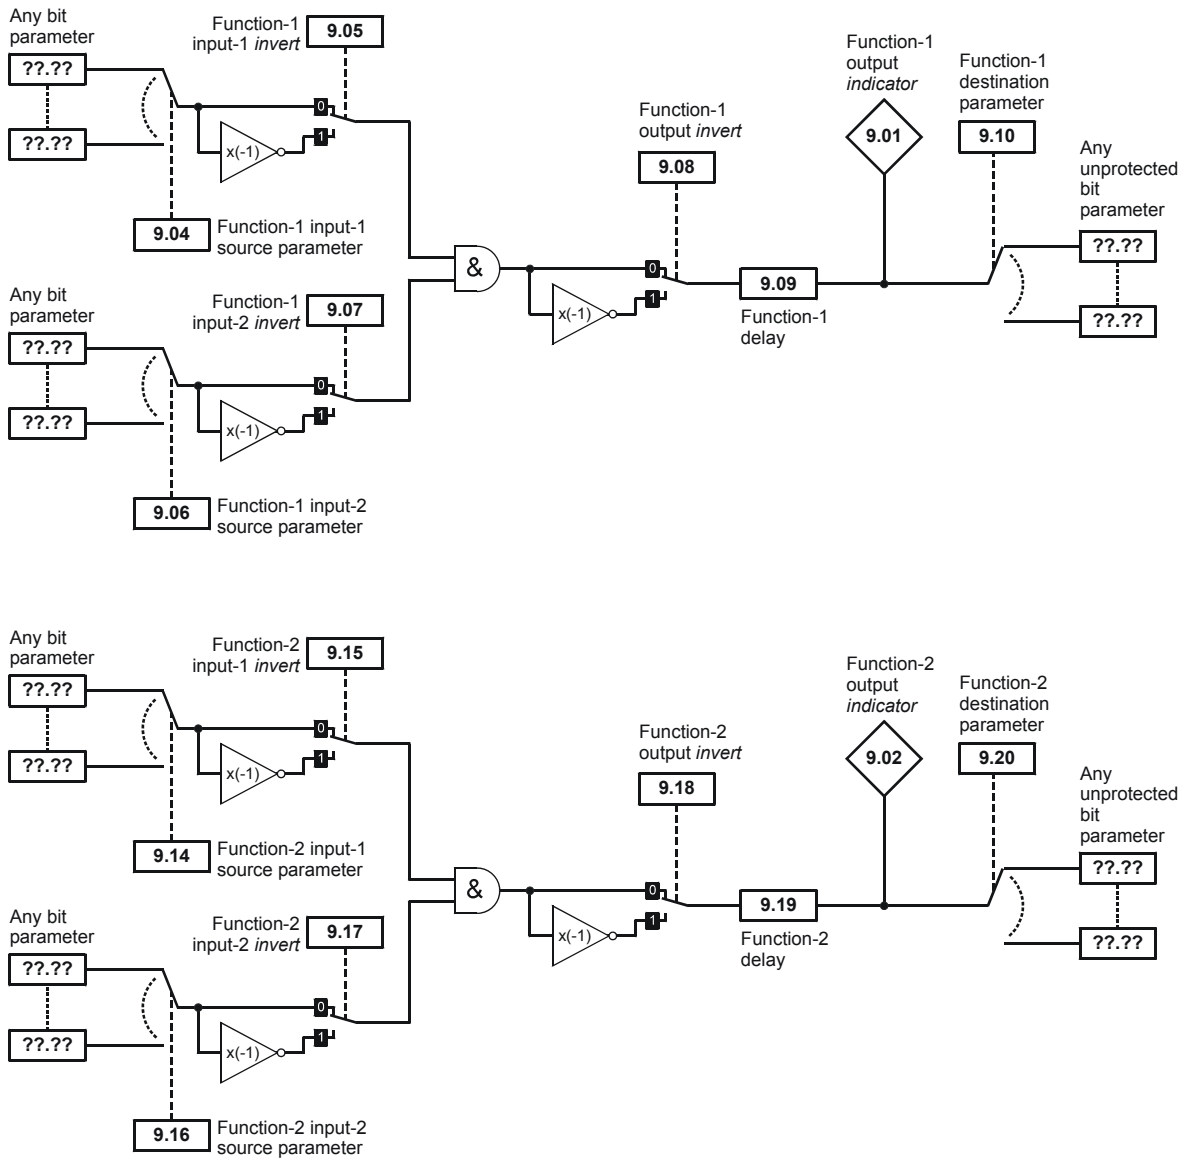 Any bit
parameter
??.??
??.??
Function-1
input-1 invert
9.05
0
1
x(-1)
9.04
Function-1 input-1
source parameter
Any bit
parameter
??.??
??.??
Function-1
input-2 invert
9.07
0
1
x(-1)
9.06
Function-1 input-2
source parameter
&
x(-1)
0
1
Function-1
output invert
9.08
9.09
Function-1
delay
Function-1
output
indicator
9.01
Function-1
destination
parameter
9.10
Any
unprotected
bit
parameter
??.??
??.??
Any bit
parameter
??.??
??.??
Function-2
input-1 invert
9.15
0
1
x(-1)
9.14
Function-2 input-1
source parameter
Any bit
parameter
??.??
??.??
Function-2
input-2 invert
9.17
0
1
x(-1)
9.16
Function-2 input-2
source parameter
&
x(-1)
0
1
Function-2
output invert
9.18
9.19
Function-2
delay
Function-2
output
indicator
9.02
Function-2
destination
parameter
9.20
Any
unprotected
bit
parameter
??.??
??.??